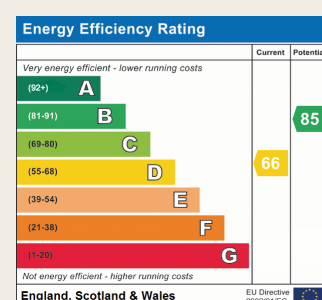 Energy Efficiency Rating
Current
Very energy efficient - lower running costs
(92+) A
(81-91) B
85
(69-80) C
(55-68) D
66
(39-54) E
(21-38) F
(1-20) G
Not energy efficient - higher running costs
England, Scotland & Wales
EU Directive